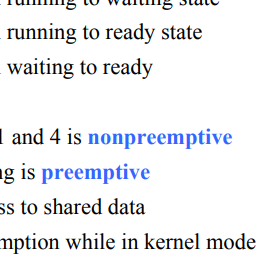 running to waiting state
running to ready state
waiting to ready
1 and 4 is nonpreemptive
ng is preemptive
ss to shared data
mption while in kernel mode